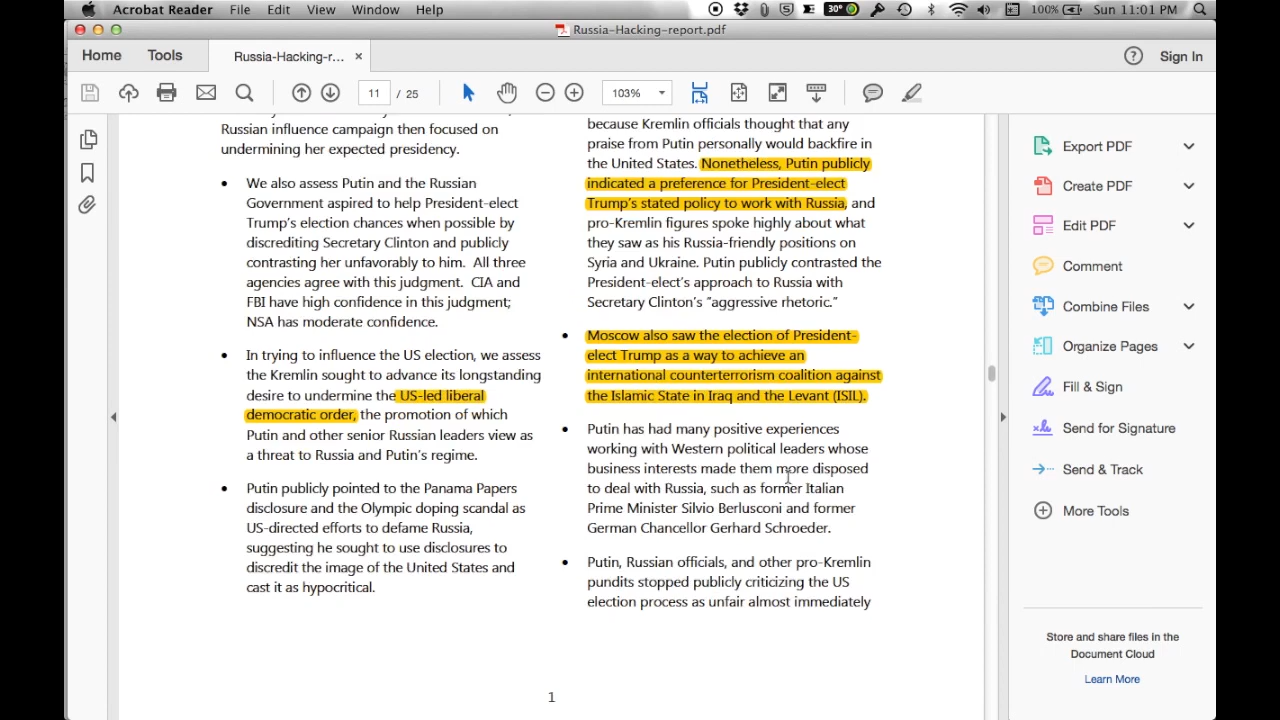 Acrobat Reader File Edit View Window Help 30° 100% Sun 11:01 PM
Russia-Hacking-report.pdf
Home Tools Russia-Hacking-r... × ? Sign In
11 / 25 103%
Russian influence campaign then focused on
undermining her expected presidency.
• We also assess Putin and the Russian
Government aspired to help President-elect
Trump's election chances when possible by
discrediting Secretary Clinton and publicly
contrasting her unfavorably to him. All three
agencies agree with this judgment. CIA and
FBI have high confidence in this judgment;
NSA has moderate confidence.
• In trying to influence the US election, we assess
the Kremlin sought to advance its longstanding
desire to undermine the US-led liberal
democratic order, the promotion of which
Putin and other senior Russian leaders view as
a threat to Russia and Putin's regime.
• Putin publicly pointed to the Panama Papers
disclosure and the Olympic doping scandal as
US-directed efforts to defame Russia,
suggesting he sought to use disclosures to
discredit the image of the United States and
cast it as hypocritical.
because Kremlin officials thought that any
praise from Putin personally would backfire in
the United States. Nonetheless, Putin publicly
indicated a preference for President-elect
Trump's stated policy to work with Russia, and
pro-Kremlin figures spoke highly about what
they saw as his Russia-friendly positions on
Syria and Ukraine. Putin publicly contrasted the
President-elect's approach to Russia with
Secretary Clinton's "aggressive rhetoric."
• Moscow also saw the election of President-
elect Trump as a way to achieve an
international counterterrorism coalition against
the Islamic State in Iraq and the Levant (ISIL).
• Putin has had many positive experiences
working with Western political leaders whose
business interests made them more disposed
to deal with Russia, such as former Italian
Prime Minister Silvio Berlusconi and former
German Chancellor Gerhard Schroeder.
• Putin, Russian officials, and other pro-Kremlin
pundits stopped publicly criticizing the US
election process as unfair almost immediately
1
Export PDF
Create PDF
Edit PDF
Comment
Combine Files
Organize Pages
Fill & Sign
Send for Signature
Send & Track
More Tools
Store and share files in the
Document Cloud
Learn More